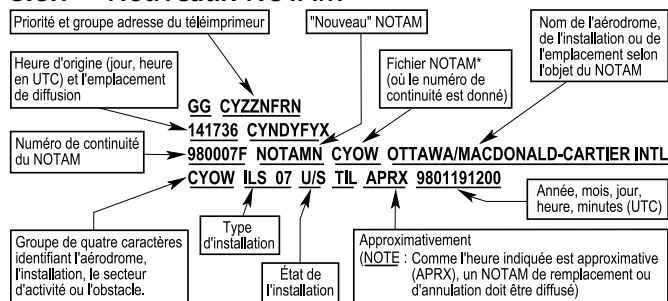 Priorité et groupe adresse du téléimprimeur
"Nouveau" NOTAM
Nom de l'aérodrome,
de l'installation ou de
l'emplacement selon
l'objet du NOTAM
Heure d'origine (jour, heure
en UTC) et l'emplacement
de diffusion
Fichier NOTAM*
(où le numéro de
continuité est donné)
GG CYZZNFRN
141736 CYNDYFYX
Numéro de continuité
du NOTAM
980007F NOTAMN CYOW OTTAWA/MACDONALD-CARTIER INTL
CYOW ILS 07 U/S TIL APRX 9801191200
Groupe de quatre caractères
identifiant l'aérodrome,
l'installation, le secteur
d'activité ou l'obstacle.
Type
d'installation
État de
l'installation
Année, mois, jour,
heure, minutes (UTC)
Approximativement
(NOTE : Comme l'heure indiquée est approximative
(APRX), un NOTAM de remplacement ou
d'annulation doit être diffusé)